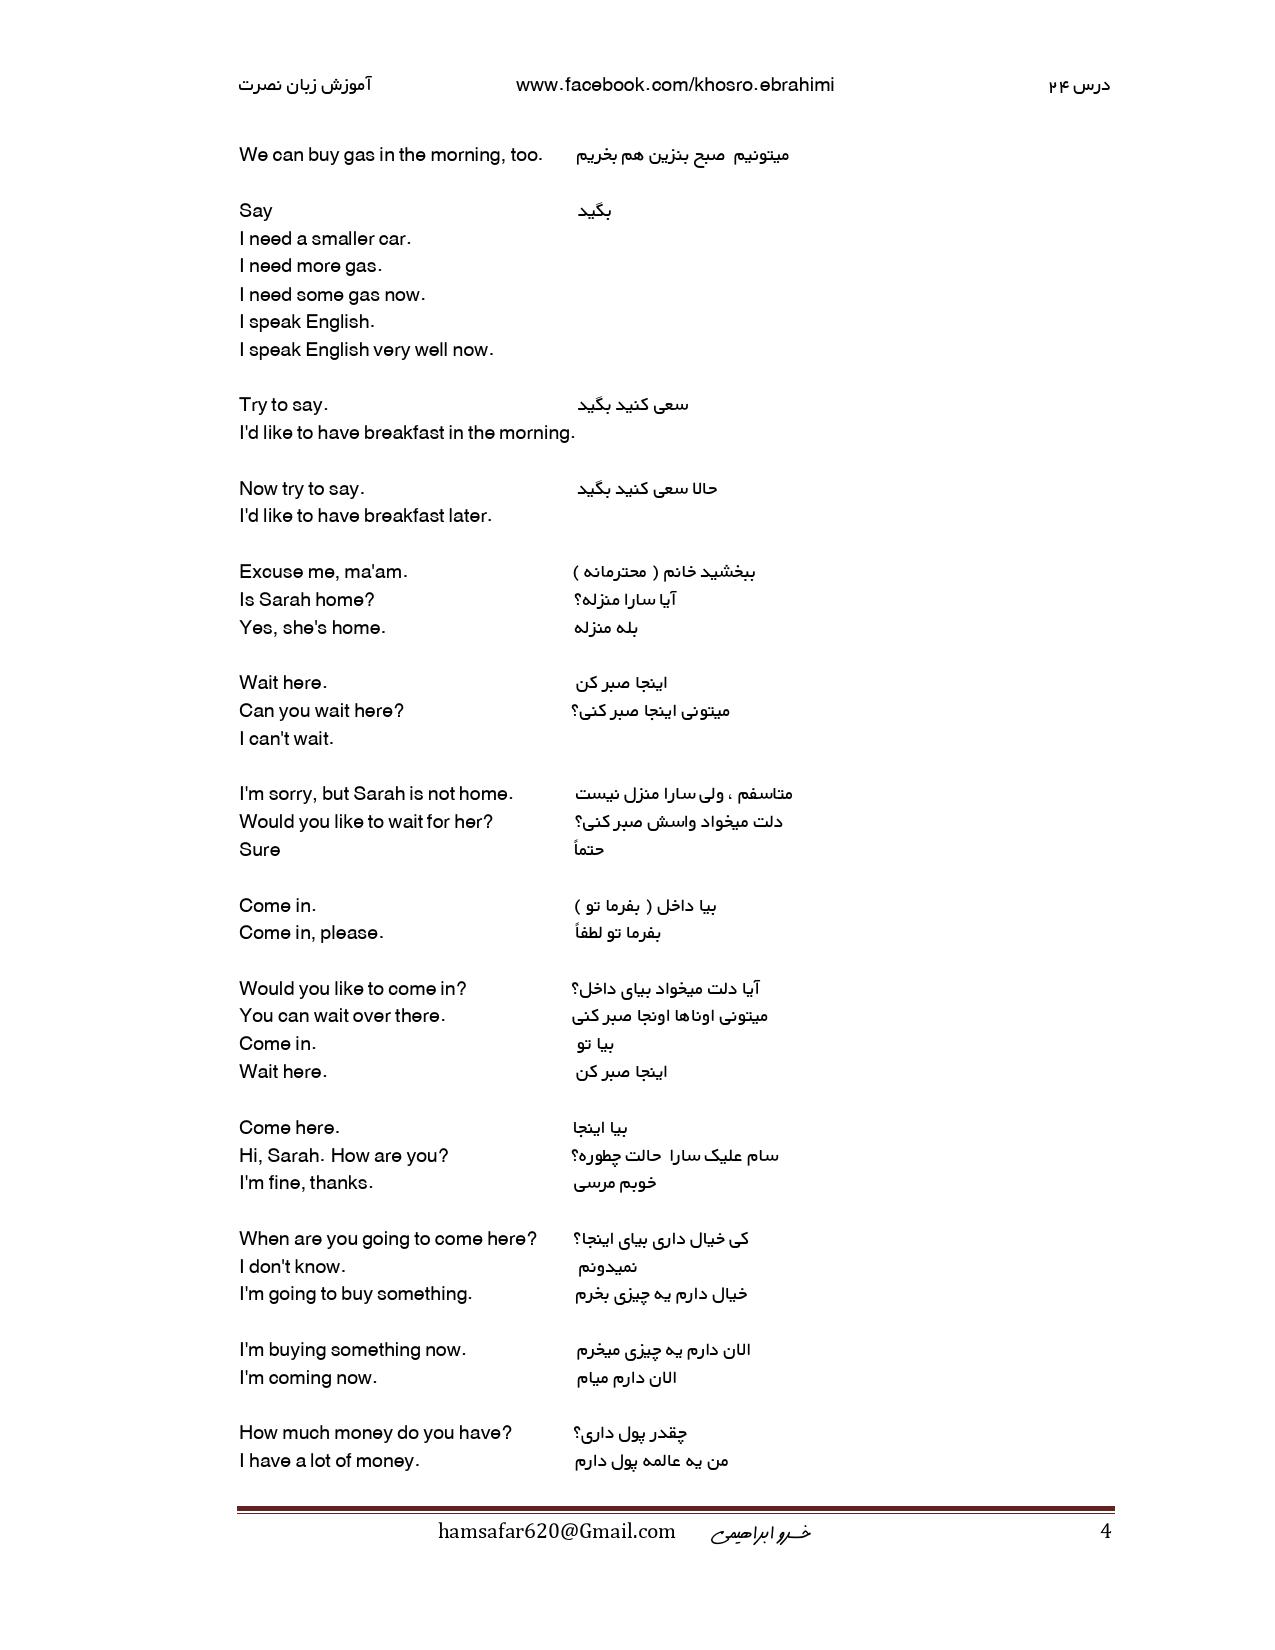 آموزش زبان نصرت www.facebook.com/khosro.ebrahimi درس ۲۴
We can buy gas in the morning, too. میتونیم صبح بنزین هم بخریم
Say بگید
I need a smaller car.
I need more gas.
I need some gas now.
I speak English.
I speak English very well now.
Try to say. سعی کنید بگید
I'd like to have breakfast in the morning.
Now try to say. حالا سعی کنید بگید
I'd like to have breakfast later.
Excuse me, ma'am. ببخشید خانم ( محترمانه )
Is Sarah home? آیا سارا منزله؟
Yes, she's home. بله منزله
Wait here. اینجا صبر کن
Can you wait here? میتونی اینجا صبر کنی؟
I can't wait.
I'm sorry, but Sarah is not home. متاسفم ، ولی سارا منزل نیست
Would you like to wait for her? دلت میخواد واسش صبر کنی؟
Sure حتماً
Come in. بیا داخل ( بفرما تو )
Come in, please. بفرما تو لطفاً
Would you like to come in? آیا دلت میخواد بیای داخل؟
You can wait over there. میتونی اوناها اونجا صبر کنی
Come in. بیا تو
Wait here. اینجا صبر کن
Come here. بیا اینجا
Hi, Sarah. How are you? سام علیک سارا حالت چطوره؟
I'm fine, thanks. خوبم مرسی
When are you going to come here? کی خیال داری بیای اینجا؟
I don't know. نمیدونم
I'm going to buy something. خیال دارم یه چیزی بخرم
I'm buying something now. الان دارم یه چیزی میخرم
I'm coming now. الان دارم میام
How much money do you have? چقدر پول داری؟
I have a lot of money. من یه عالمه پول دارم
hamsafar620@Gmail.com خسرو ابراهیمی 4